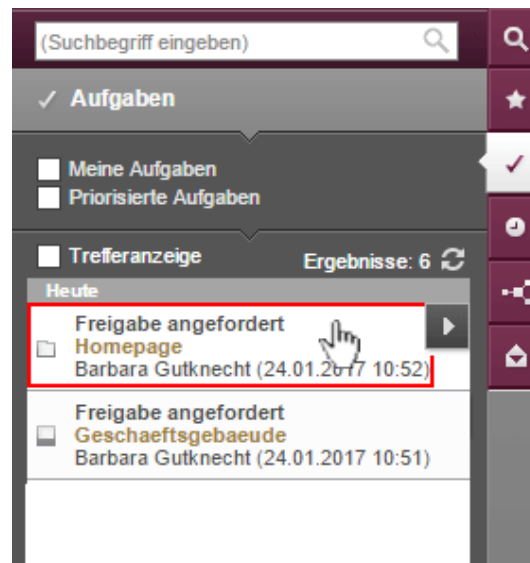 (Suchbegriff eingeben)
Aufgaben
Meine Aufgaben
Priorisierte Aufgaben
Trefferanzeige Ergebnisse: 6
Heute
Freigabe angefordert
Homepage
Barbara Gutknecht (24.01.2017 10:52)
Freigabe angefordert
Geschaeftsgebaeude
Barbara Gutknecht (24.01.2017 10:51)